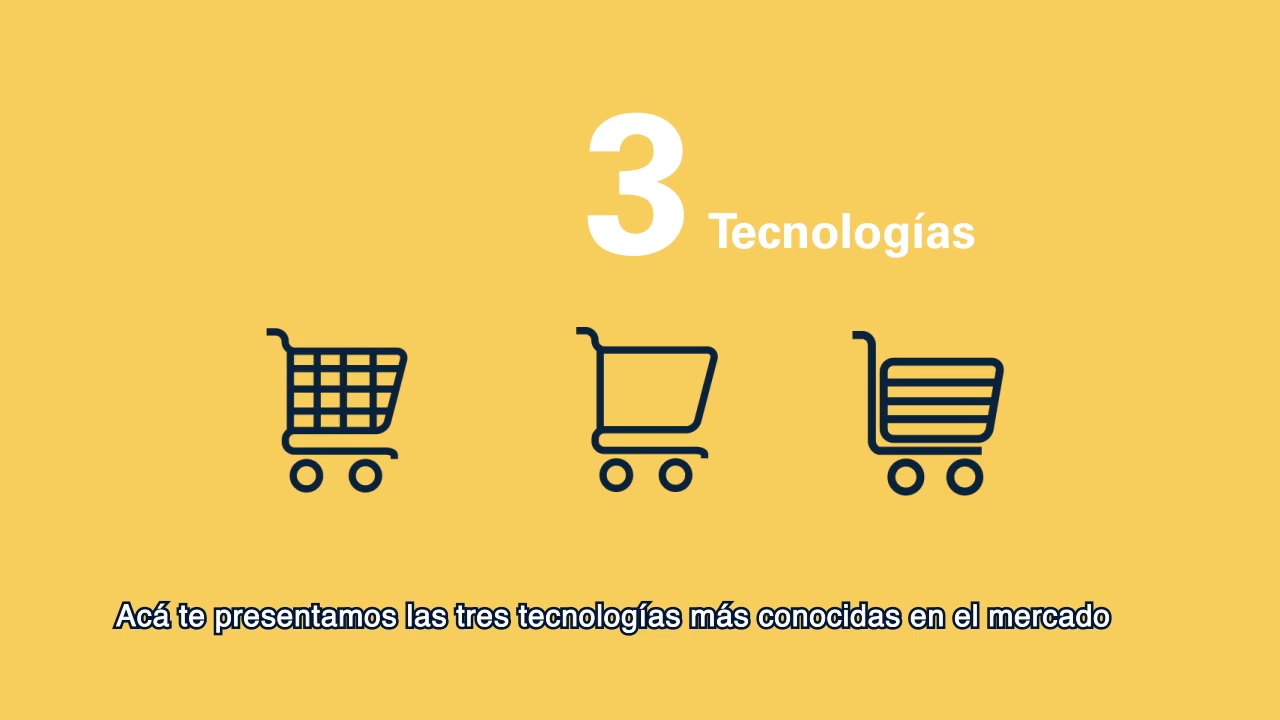 3 Tecnologías
Acá te presentamos las tres tecnologías más conocidas en el mercado